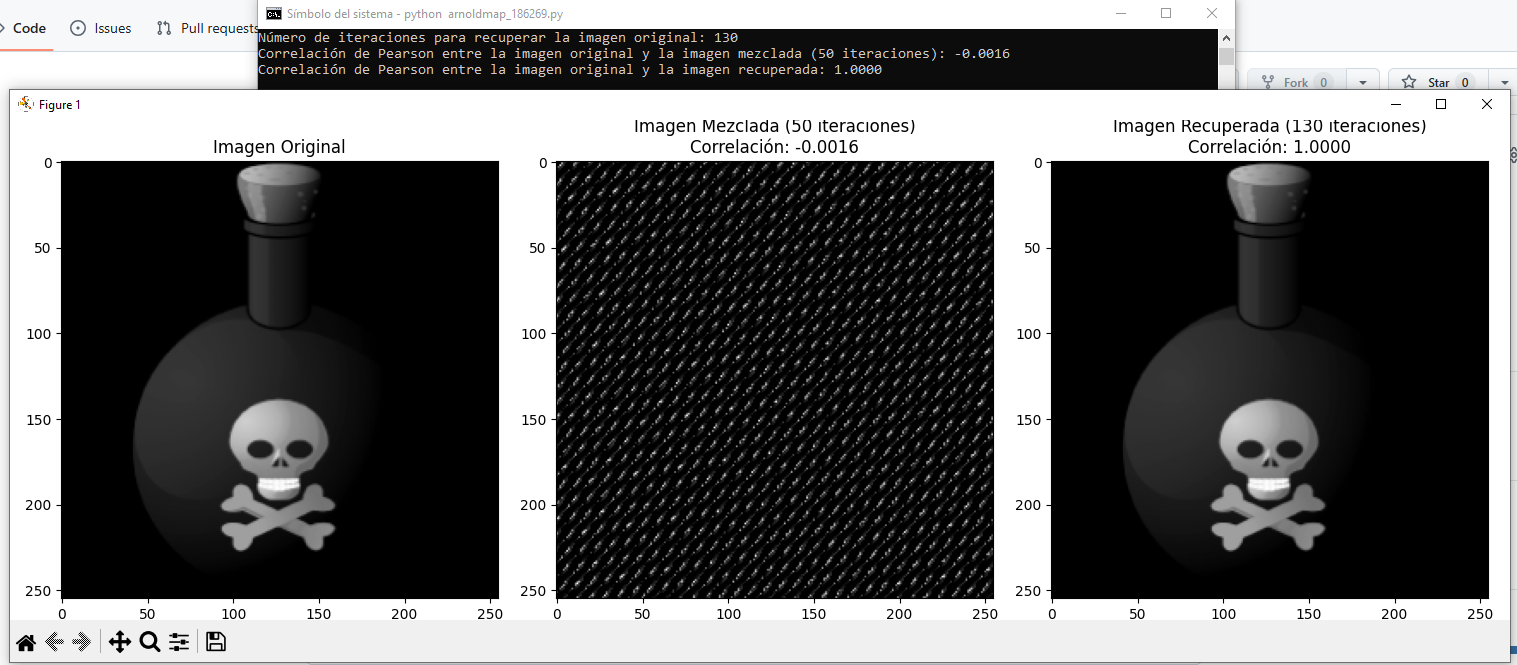 Símbolo del sistema - python arnoldmap_186269.py
Code
Issues
Pull requests
Número de iteraciones para recuperar la imagen original: 130
Correlación de Pearson entre la imagen original y la imagen mezclada (50 iteraciones): -0.0016
Correlación de Pearson entre la imagen original y la imagen recuperada: 1.0000
Fork 0
Star 0
Figure 1
Imagen Original
0
50
100
150
200
250
0 50 100 150 200 250
Imagen Mezclada (50 iteraciones)
Correlación: -0.0016
0
50
100
150
200
250
0 50 100 150 200 250
Imagen Recuperada (130 iteraciones)
Correlación: 1.0000
0
50
100
150
200
250
0 50 100 150 200 250